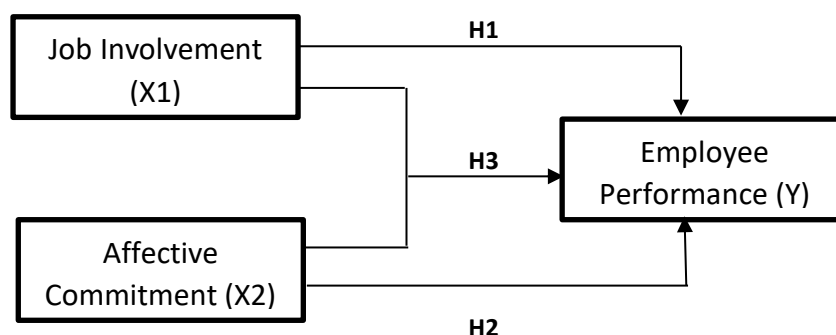 H1
Job Involvement
(X1)
H3
Employee
Performance (Y)
Affective
Commitment (X2)
H2